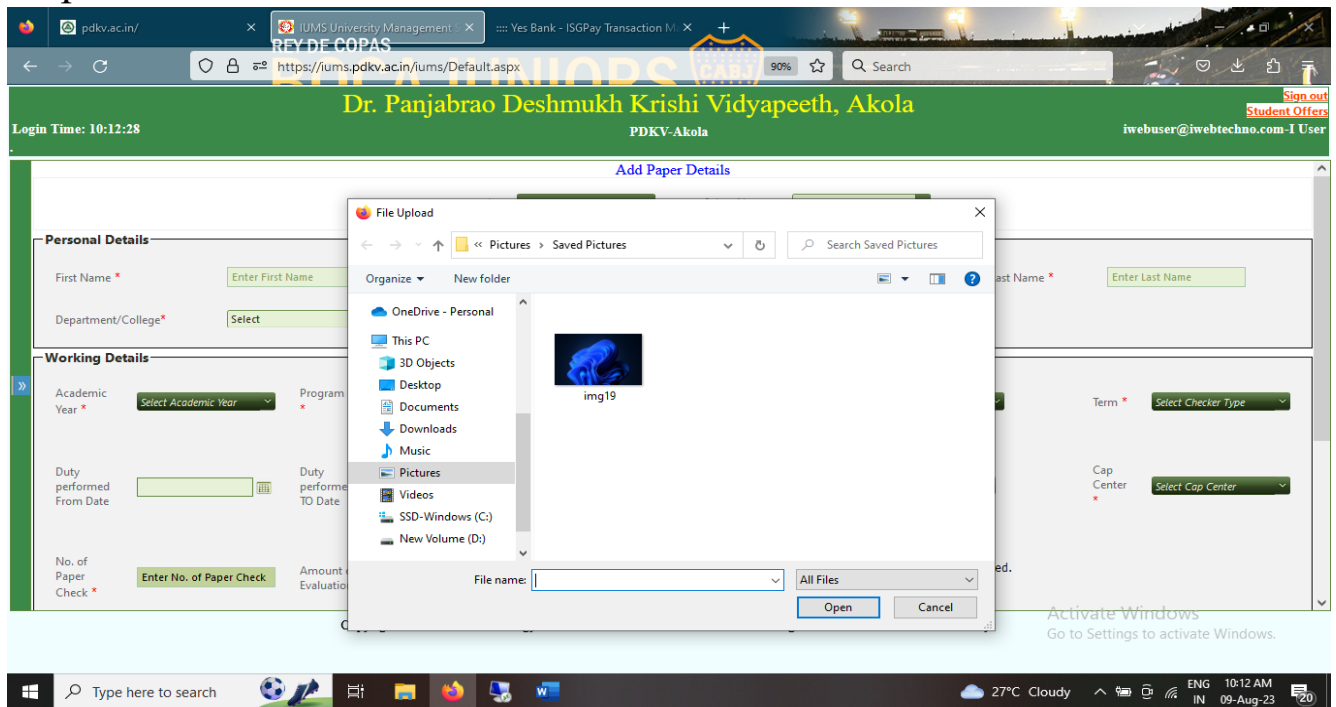 pdkv.ac.in/
IUMS University Management S
:::: Yes Bank - ISGPay Transaction M
REY DE COPAS
BOCA JUNIORS
CABJ
https://iums.pdkv.ac.in/iums/Default.aspx
90%
Search
Dr. Panjabrao Deshmukh Krishi Vidyapeeth, Akola
Sign out
Student Offers
Login Time: 10:12:28
PDKV-Akola
iwebuser@iwebtechno.com-I User
Add Paper Details
File Upload
Pictures › Saved Pictures
Search Saved Pictures
Organize
New folder
OneDrive - Personal
This PC
3D Objects
Desktop
Documents
Downloads
Music
Pictures
Videos
SSD-Windows (C:)
New Volume (D:)
img19
File name:
All Files
Open
Cancel
Personal Details
First Name *
Enter First Name
ast Name *
Enter Last Name
Department/College*
Select
Working Details
Academic
Year *
Select Academic Year
Program
*
Term *
Select Checker Type
Duty
performed
From Date
Duty
performe
TO Date
Cap
Center
*
Select Cap Center
No. of
Paper
Check *
Enter No. of Paper Check
Amount
Evaluatio
ed.
Activate Windows
Go to Settings to activate Windows.
Type here to search
27°C Cloudy
ENG
IN
10:12 AM
09-Aug-23
20